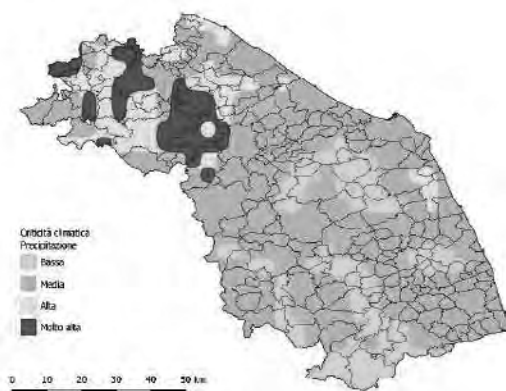 Criticità climatica
Precipitazione
Bassa
Media
Alta
Molto alta
0 10 20 30 40 50 km